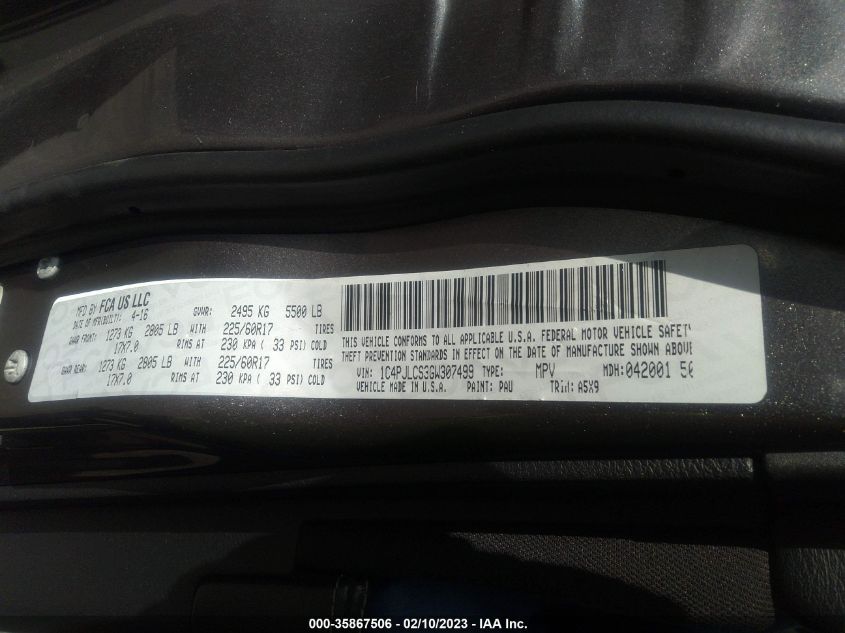 MFD BY FCA US LLC
DATE OF MFR(BUILT): 4-16 GVWR: 2495 KG 5500 LB
GAWR FRONT: 1273 KG 2805 LB WITH 225/60R17 TIRES
17X7.0 RIMS AT 230 KPA ( 33 PSI) COLD
GAWR REAR: 1273 KG 2805 LB WITH 225/60R17 TIRES
17X7.0 RIMS AT 230 KPA ( 33 PSI) COLD
THIS VEHICLE CONFORMS TO ALL APPLICABLE U.S.A. FEDERAL MOTOR VEHICLE SAFETY
THEFT PREVENTION STANDARDS IN EFFECT ON THE DATE OF MANUFACTURE SHOWN ABOVE
VIN: 1C4PJLCS3GW307499 TYPE: MPV MDH: 042001 56
VEHICLE MADE IN U.S.A. PAINT: PAU TRIM: A5X9
000-35867506 - 02/10/2023 - © IAA Inc.